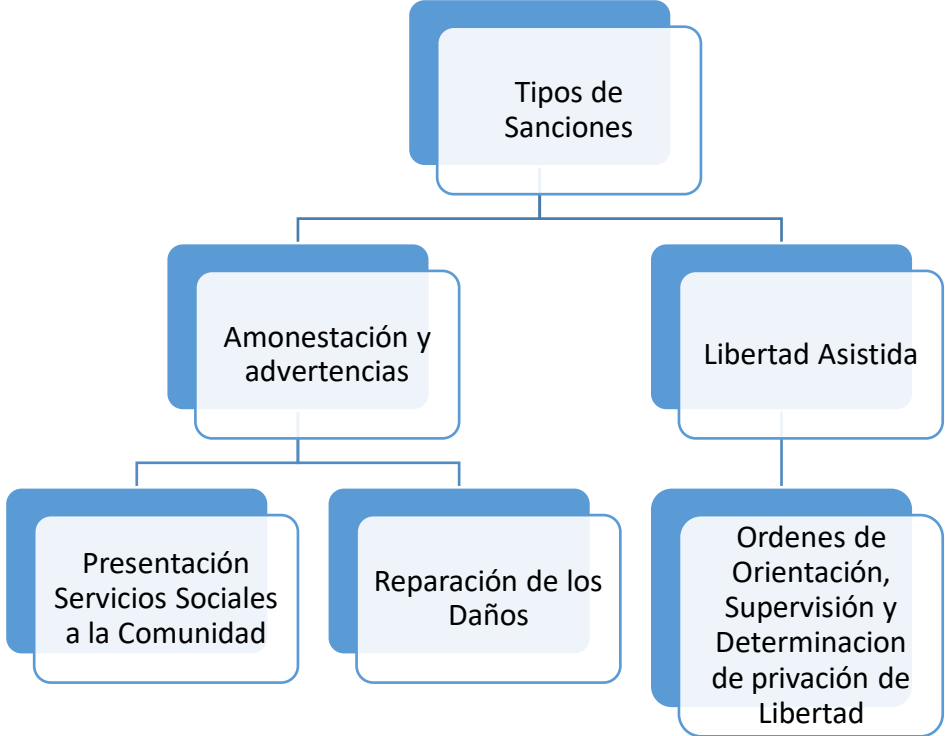 Tipos de
Sanciones
Amonestación y
advertencias
Libertad Asistida
Presentación
Servicios Sociales
a la Comunidad
Reparación de los
Daños
Ordenes de
Orientación,
Supervisión y
Determinacion
de privación de
Libertad